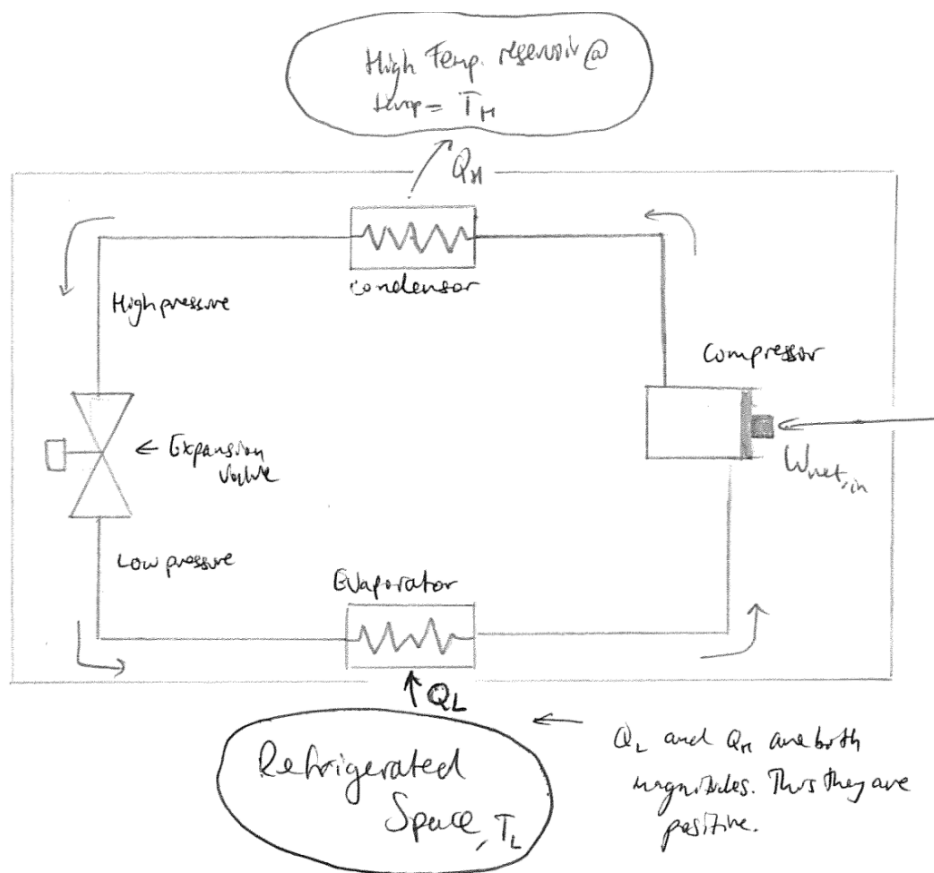 High Temp. reservoir @
temp = T_H
Q_H
condensor
High pressure
Compressor
← Expansion
valve
W_net,in
Low pressure
Evaporator
Q_L
Refrigerated
Space, T_L
Q_L and Q_H are both
magnitudes. Thus they are
positive.